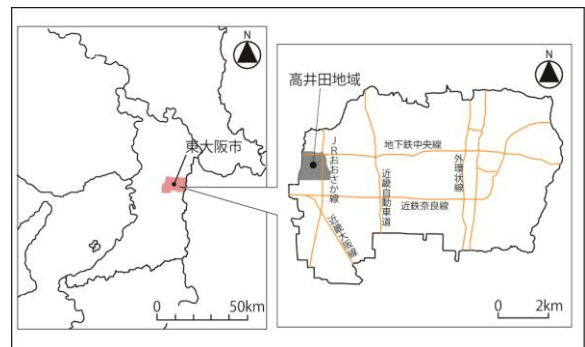 N
東大阪市
0 50km
N
高井田地域
JRおおさか線
地下鉄中央線
外環状線
近畿自動車道
近鉄奈良線
近畿大阪線
0 2km